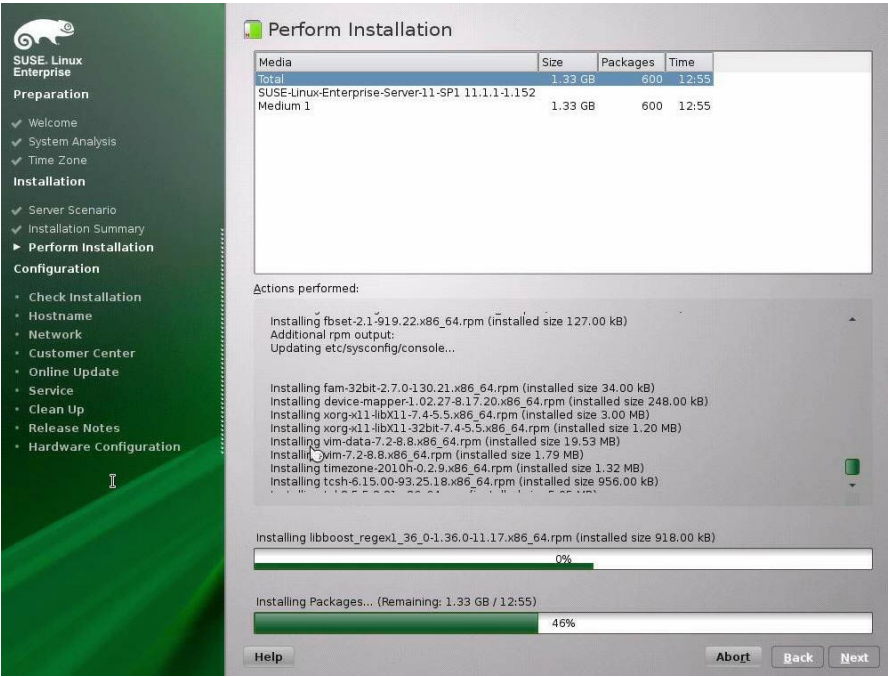 SUSE. Linux
Enterprise
Preparation
Welcome
System Analysis
Time Zone
Installation
Server Scenario
Installation Summary
Perform Installation
Configuration
Check Installation
Hostname
Network
Customer Center
Online Update
Service
Clean Up
Release Notes
Hardware Configuration
Perform Installation
Media Size Packages Time
Total 1.33 GB 600 12:55
SUSE-Linux-Enterprise-Server-11-SP1 11.1.1-1.152
Medium 1 1.33 GB 600 12:55
Actions performed:
Installing fbset-2.1-919.22.x86_64.rpm (installed size 127.00 kB)
Additional rpm output:
Updating etc/sysconfig/console...
Installing fam-32bit-2.7.0-130.21.x86_64.rpm (installed size 34.00 kB)
Installing device-mapper-1.02.27-8.17.20.x86_64.rpm (installed size 248.00 kB)
Installing xorg-x11-libX11-7.4-5.5.x86_64.rpm (installed size 3.00 MB)
Installing xorg-x11-libX11-32bit-7.4-5.5.x86_64.rpm (installed size 1.20 MB)
Installing vim-data-7.2-8.8.x86_64.rpm (installed size 19.53 MB)
Installing vim-7.2-8.8.x86_64.rpm (installed size 1.79 MB)
Installing timezone-2010h-0.2.9.x86_64.rpm (installed size 1.32 MB)
Installing tcsh-6.15.00-93.25.18.x86_64.rpm (installed size 956.00 kB)
Installing libboost_regex1_36_0-1.36.0-11.17.x86_64.rpm (installed size 918.00 kB)
0%
Installing Packages... (Remaining: 1.33 GB / 12:55)
46%
Help Abort Back Next